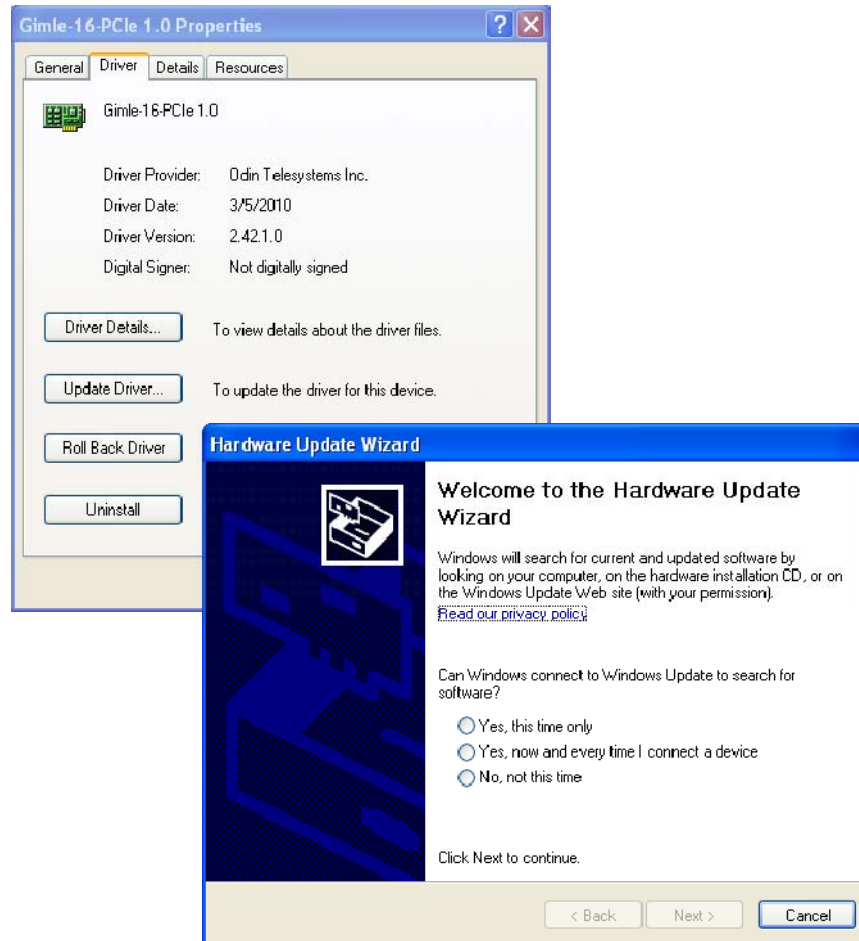 Gimle-16-PCIe 1.0 Properties
General Driver Details Resources
Gimle-16-PCIe 1.0
Driver Provider: Odin Telesystems Inc.
Driver Date: 3/5/2010
Driver Version: 2.42.1.0
Digital Signer: Not digitally signed
Driver Details... To view details about the driver files.
Update Driver... To update the driver for this device.
Roll Back Driver
Uninstall
Hardware Update Wizard
Welcome to the Hardware Update
Wizard
Windows will search for current and updated software by
looking on your computer, on the hardware installation CD, or on
the Windows Update Web site (with your permission).
Read our privacy policy
Can Windows connect to Windows Update to search for
software?
Yes, this time only
Yes, now and every time I connect a device
No, not this time
Click Next to continue.
< Back Next > Cancel